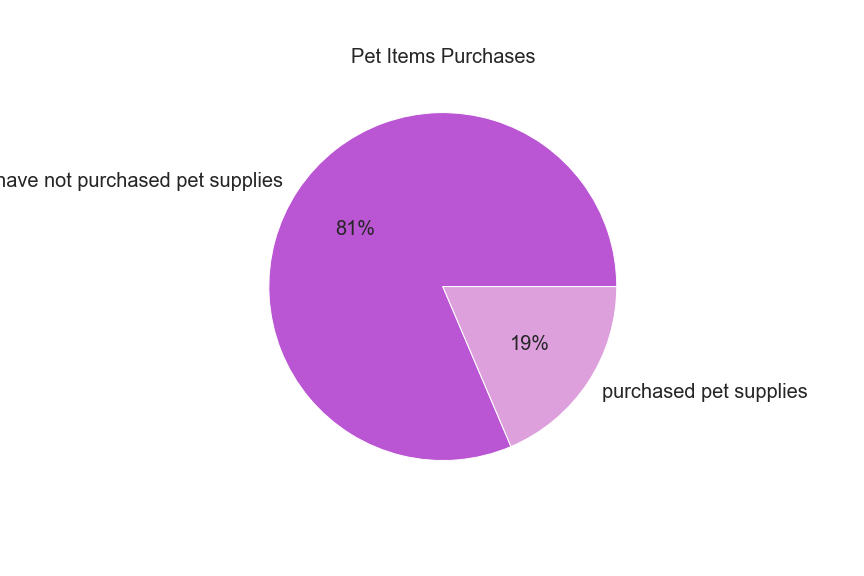 Pet Items Purchases
have not purchased pet supplies
81%
19%
purchased pet supplies